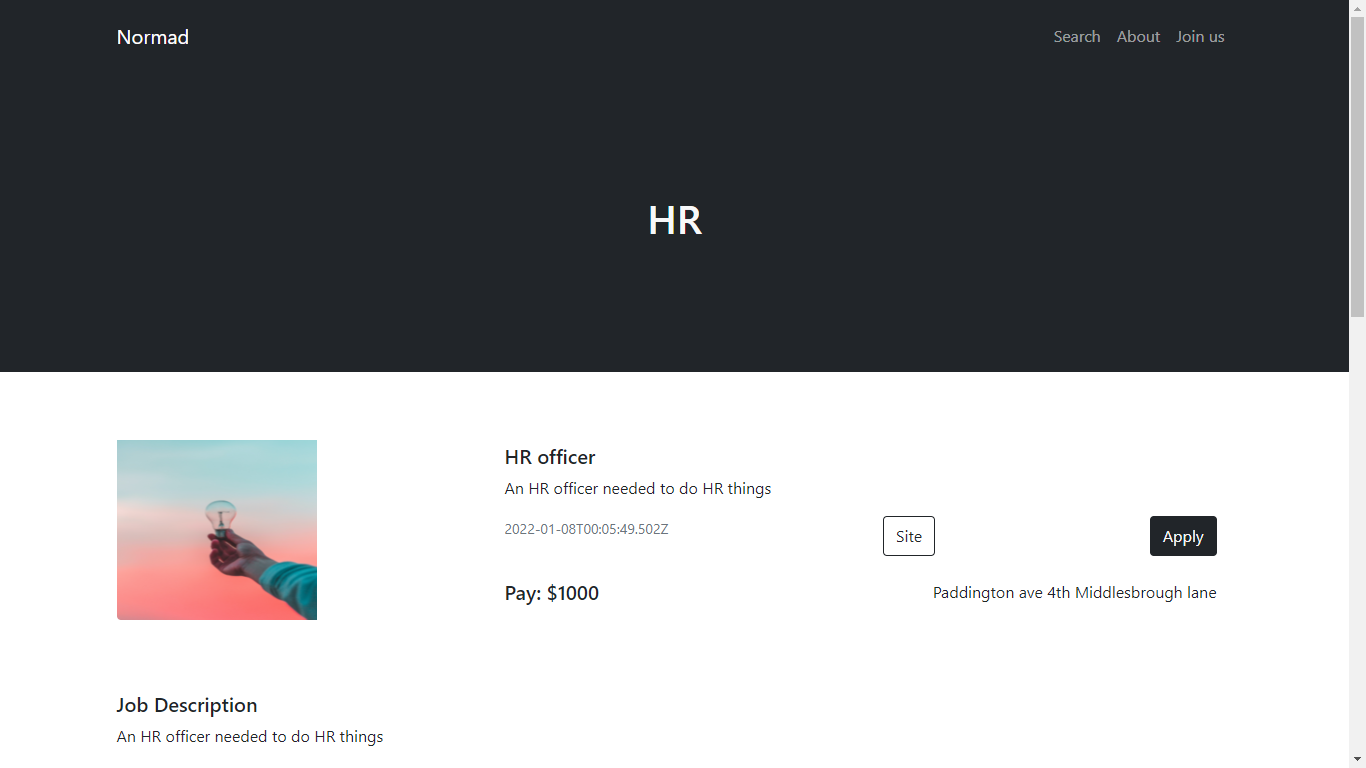 Normad
Search About Join us
HR
HR officer
An HR officer needed to do HR things
2022-01-08T00:05:49.502Z
Site
Apply
Pay: $1000
Paddington ave 4th Middlesbrough lane
Job Description
An HR officer needed to do HR things